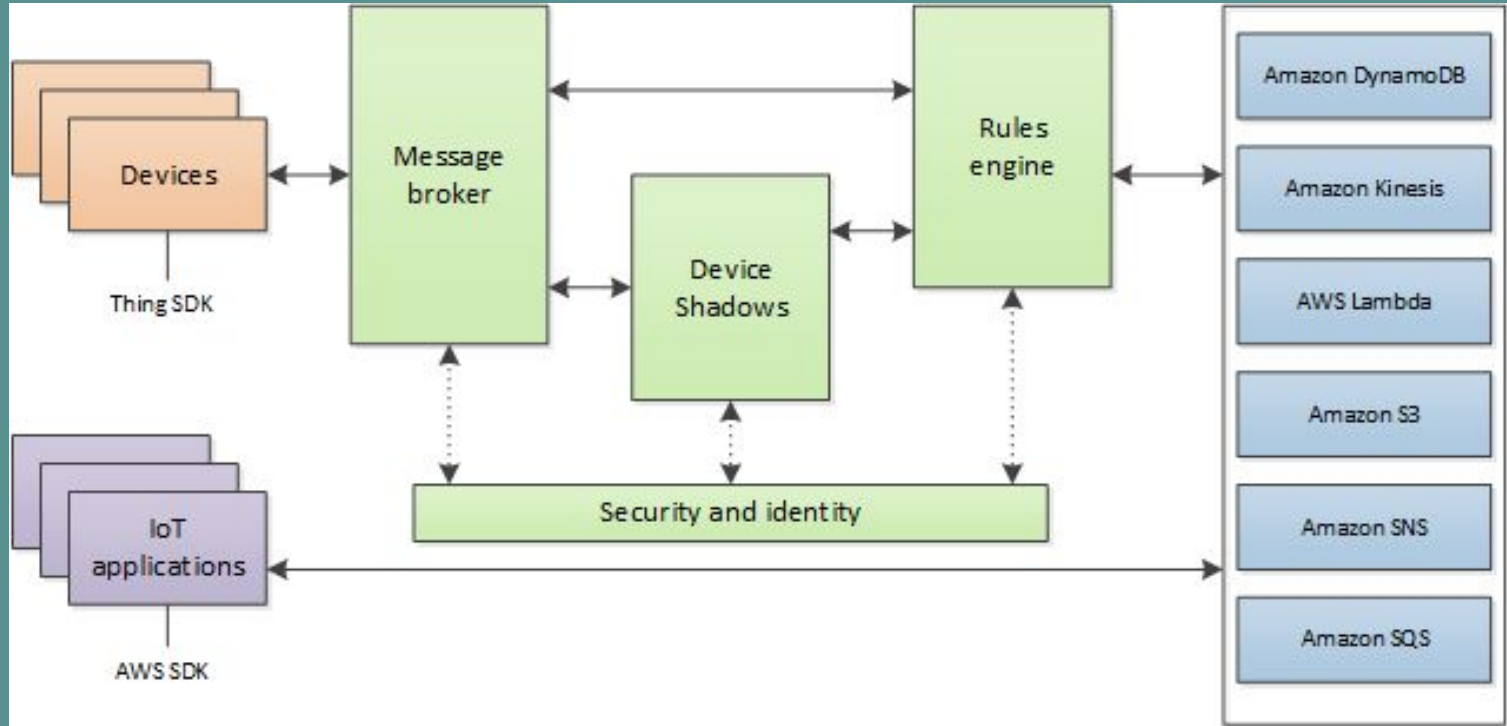 Devices
Thing SDK
Message
broker
Device
Shadows
Rules
engine
Security and identity
IoT
applications
AWS SDK
Amazon DynamoDB
Amazon Kinesis
AWS Lambda
Amazon S3
Amazon SNS
Amazon SQS